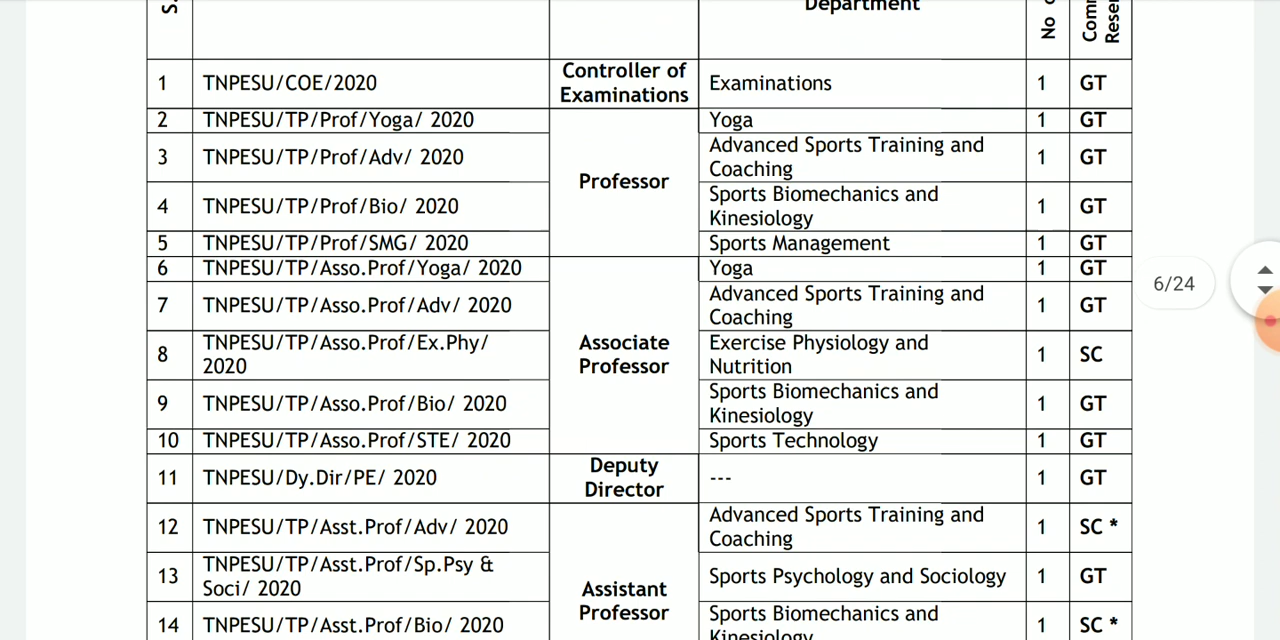 S.
Department
No o
Comm
Reser
1 TNPESU/COE/2020 Controller of Examinations Examinations 1 GT
2 TNPESU/TP/Prof/Yoga/ 2020 Professor Yoga 1 GT
3 TNPESU/TP/Prof/Adv/ 2020 Advanced Sports Training and Coaching 1 GT
4 TNPESU/TP/Prof/Bio/ 2020 Sports Biomechanics and Kinesiology 1 GT
5 TNPESU/TP/Prof/SMG/ 2020 Sports Management 1 GT
6 TNPESU/TP/Asso.Prof/Yoga/ 2020 Associate Professor Yoga 1 GT
7 TNPESU/TP/Asso.Prof/Adv/ 2020 Advanced Sports Training and Coaching 1 GT
8 TNPESU/TP/Asso.Prof/Ex.Phy/ 2020 Exercise Physiology and Nutrition 1 SC
9 TNPESU/TP/Asso.Prof/Bio/ 2020 Sports Biomechanics and Kinesiology 1 GT
10 TNPESU/TP/Asso.Prof/STE/ 2020 Sports Technology 1 GT
11 TNPESU/Dy.Dir/PE/ 2020 Deputy Director --- 1 GT
12 TNPESU/TP/Asst.Prof/Adv/ 2020 Assistant Professor Advanced Sports Training and Coaching 1 SC *
13 TNPESU/TP/Asst.Prof/Sp.Psy & Soci/ 2020 Sports Psychology and Sociology 1 GT
14 TNPESU/TP/Asst.Prof/Bio/ 2020 Sports Biomechanics and Kinesiology 1 SC *
6/24